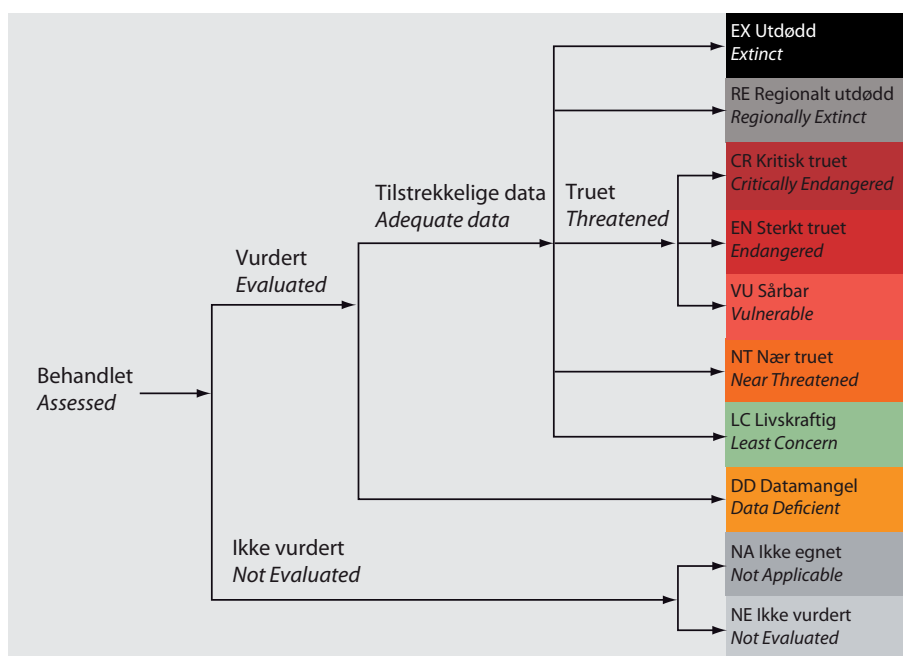 EX Utdødd
Extinct
RE Regionalt utdødd
Regionally Extinct
CR Kritisk truet
Critically Endangered
Tilstrekkelige data
Adequate data
Truet
Threatened
EN Sterkt truet
Endangered
Vurdert
Evaluated
VU Sårbar
Vulnerable
NT Nær truet
Near Threatened
Behandlet
Assessed
LC Livskraftig
Least Concern
DD Datamangel
Data Deficient
Ikke vurdert
Not Evaluated
NA Ikke egnet
Not Applicable
NE Ikke vurdert
Not Evaluated